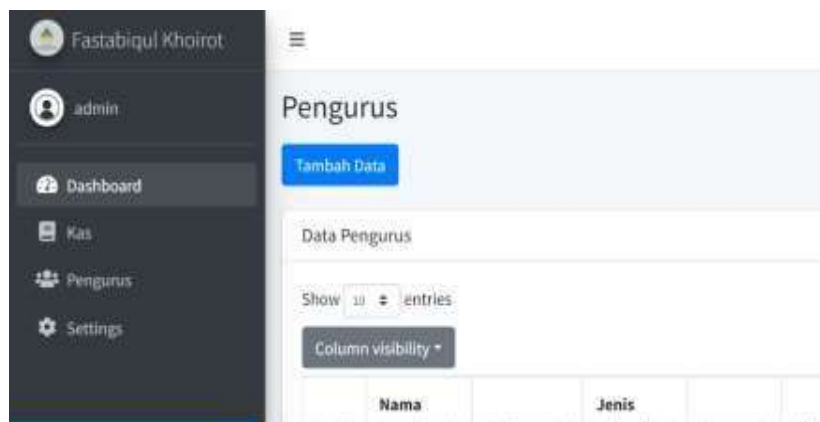 Fastabiqul Khoirot
admin
Dashboard
Kas
Pengurus
Settings
Pengurus
Tambah Data
Data Pengurus
Show 10 entries
Column visibility
Nama
Jenis